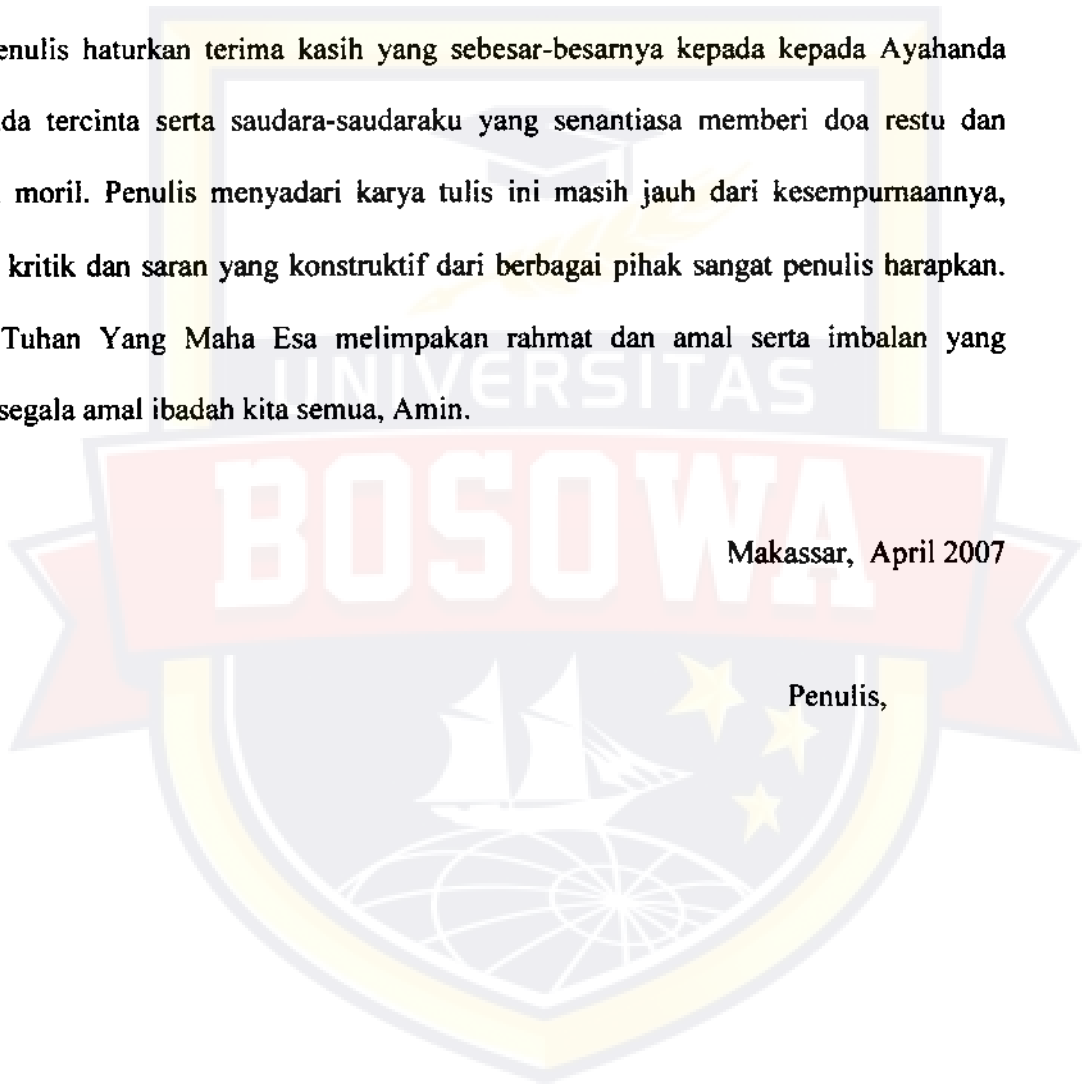 enulis haturkan terima kasih yang sebesar-besarnya kepada kepada Ayahanda
da tercinta serta saudara-saudaraku yang senantiasa memberi doa restu dan
moril. Penulis menyadari karya tulis ini masih jauh dari kesempurnaannya,
kritik dan saran yang konstruktif dari berbagai pihak sangat penulis harapkan.
Tuhan Yang Maha Esa melimpakan rahmat dan amal serta imbalan yang
segala amal ibadah kita semua, Amin.
UNIVERSITAS
BOSOWA
Makassar, April 2007
Penulis,